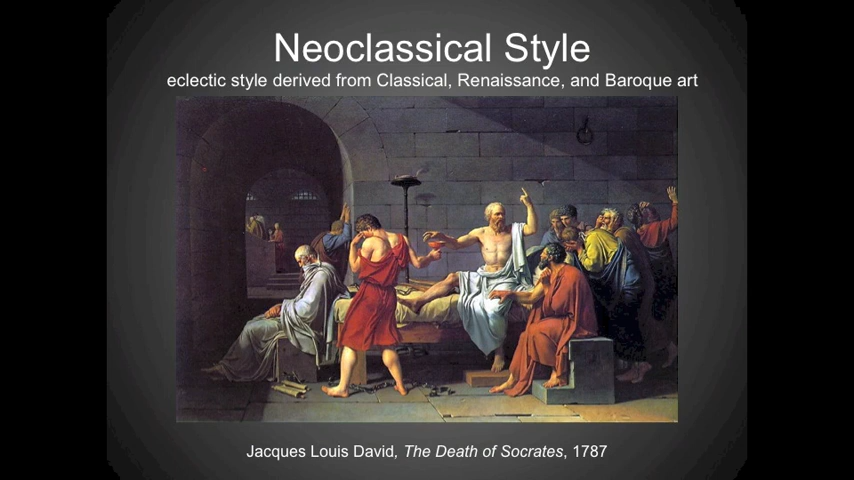 Neoclassical Style
eclectic style derived from Classical, Renaissance, and Baroque art
Jacques Louis David, The Death of Socrates, 1787